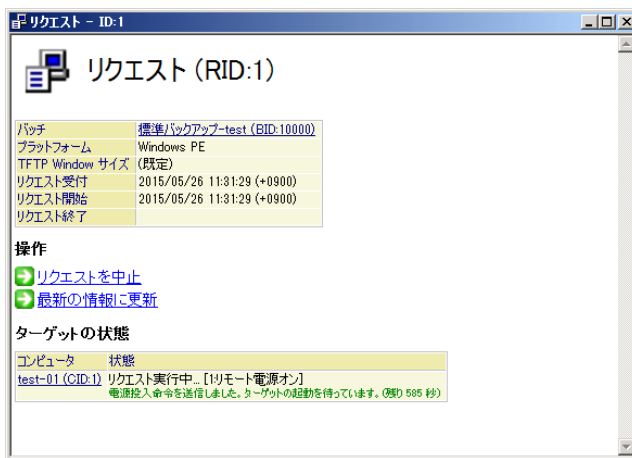 リクエスト - ID:1
リクエスト (RID:1)
バッチ 標準バックアップ-test (BID:10000)
プラットフォーム Windows PE
TFTP Window サイズ (既定)
リクエスト受付 2015/05/26 11:31:29 (+0900)
リクエスト開始 2015/05/26 11:31:29 (+0900)
リクエスト終了
操作
リクエストを中止
最新の情報に更新
ターゲットの状態
コンピュータ 状態
test-01 (CID:1) リクエスト実行中... [1:リモート電源オン]
電源投入命令を送信しました。ターゲットの起動を待っています。(残り 585 秒)